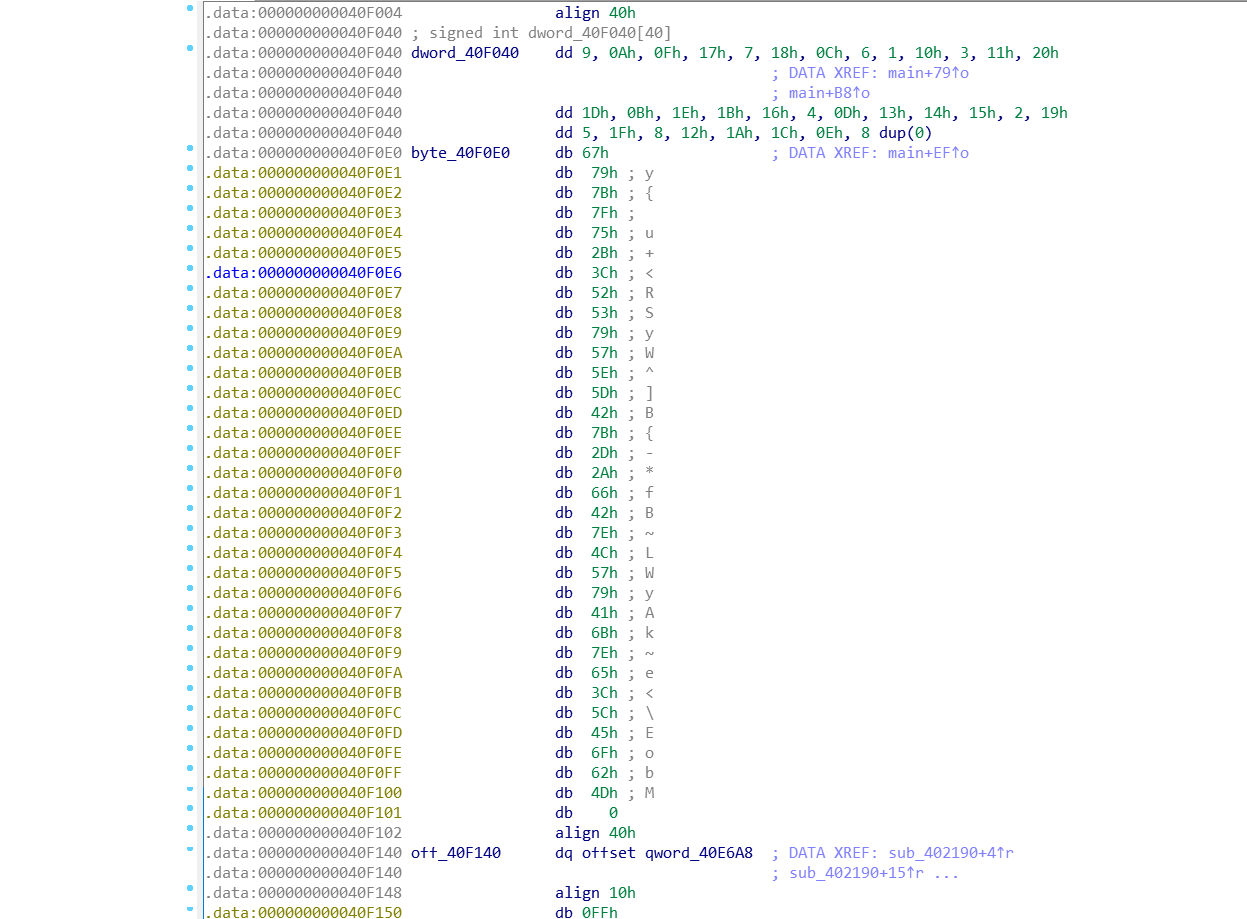 .data:000000000040F004 align 40h
.data:000000000040F040 ; signed int dword_40F040[40]
.data:000000000040F040 dword_40F040 dd 9, 0Ah, 0Fh, 17h, 7, 18h, 0Ch, 6, 1, 10h, 3, 11h, 20h
.data:000000000040F040 ; DATA XREF: main+79↑o
.data:000000000040F040 ; main+B8↑o
.data:000000000040F040 dd 1Dh, 0Bh, 1Eh, 1Bh, 16h, 4, 0Dh, 13h, 14h, 15h, 2, 19h
.data:000000000040F040 dd 5, 1Fh, 8, 12h, 1Ah, 1Ch, 0Eh, 8 dup(0)
.data:000000000040F0E0 byte_40F0E0 db 67h ; DATA XREF: main+EF↑o
.data:000000000040F0E1 db 79h ; y
.data:000000000040F0E2 db 7Bh ; {
.data:000000000040F0E3 db 7Fh ;
.data:000000000040F0E4 db 75h ; u
.data:000000000040F0E5 db 2Bh ; +
.data:000000000040F0E6 db 3Ch ; <
.data:000000000040F0E7 db 52h ; R
.data:000000000040F0E8 db 53h ; S
.data:000000000040F0E9 db 79h ; y
.data:000000000040F0EA db 57h ; W
.data:000000000040F0EB db 5Eh ; ^
.data:000000000040F0EC db 5Dh ; ]
.data:000000000040F0ED db 42h ; B
.data:000000000040F0EE db 7Bh ; {
.data:000000000040F0EF db 2Dh ; -
.data:000000000040F0F0 db 2Ah ; *
.data:000000000040F0F1 db 66h ; f
.data:000000000040F0F2 db 42h ; B
.data:000000000040F0F3 db 7Eh ; ~
.data:000000000040F0F4 db 4Ch ; L
.data:000000000040F0F5 db 57h ; W
.data:000000000040F0F6 db 79h ; y
.data:000000000040F0F7 db 41h ; A
.data:000000000040F0F8 db 6Bh ; k
.data:000000000040F0F9 db 7Eh ; ~
.data:000000000040F0FA db 65h ; e
.data:000000000040F0FB db 3Ch ; <
.data:000000000040F0FC db 5Ch ; \
.data:000000000040F0FD db 45h ; E
.data:000000000040F0FE db 6Fh ; o
.data:000000000040F0FF db 62h ; b
.data:000000000040F100 db 4Dh ; M
.data:000000000040F101 db 0
.data:000000000040F102 align 40h
.data:000000000040F140 off_40F140 dq offset qword_40E6A8 ; DATA XREF: sub_402190+4↑r
.data:000000000040F140 ; sub_402190+15↑r ...
.data:000000000040F148 align 10h
.data:000000000040F150 db 0FFh